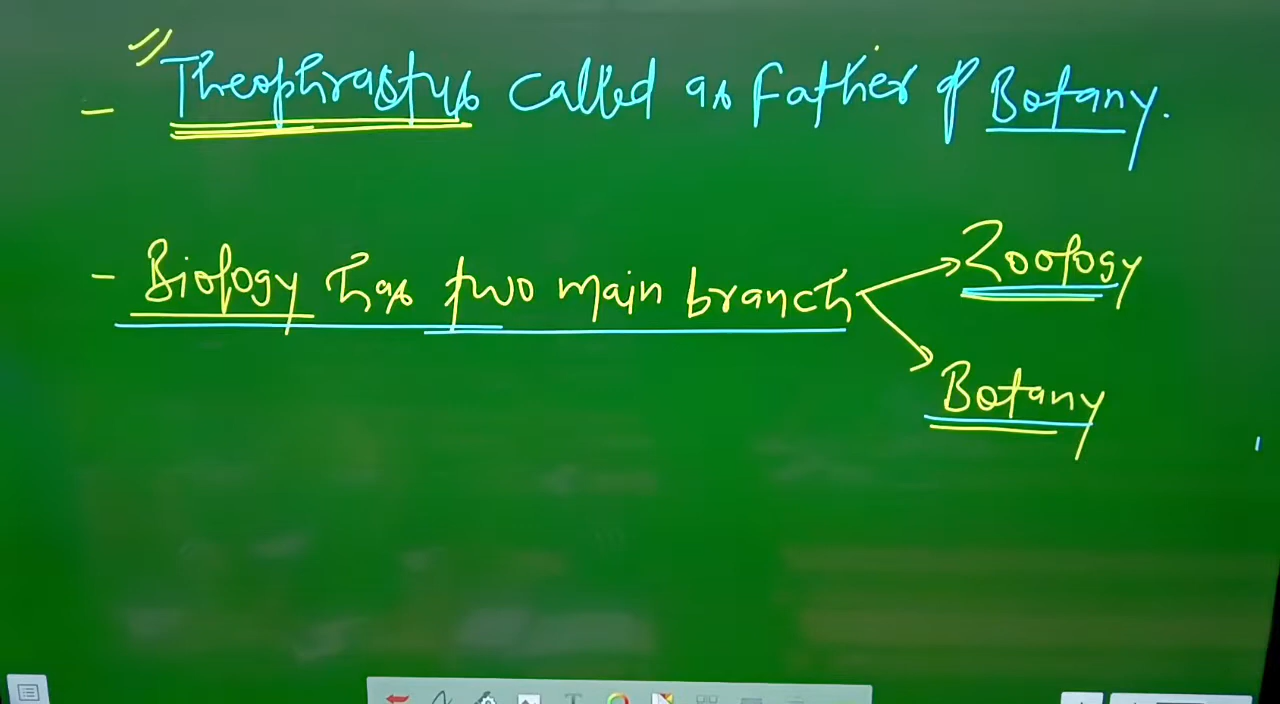 - Theophrastus called as Father of Botany.
- Biology has two main branch
Zoology
Botany